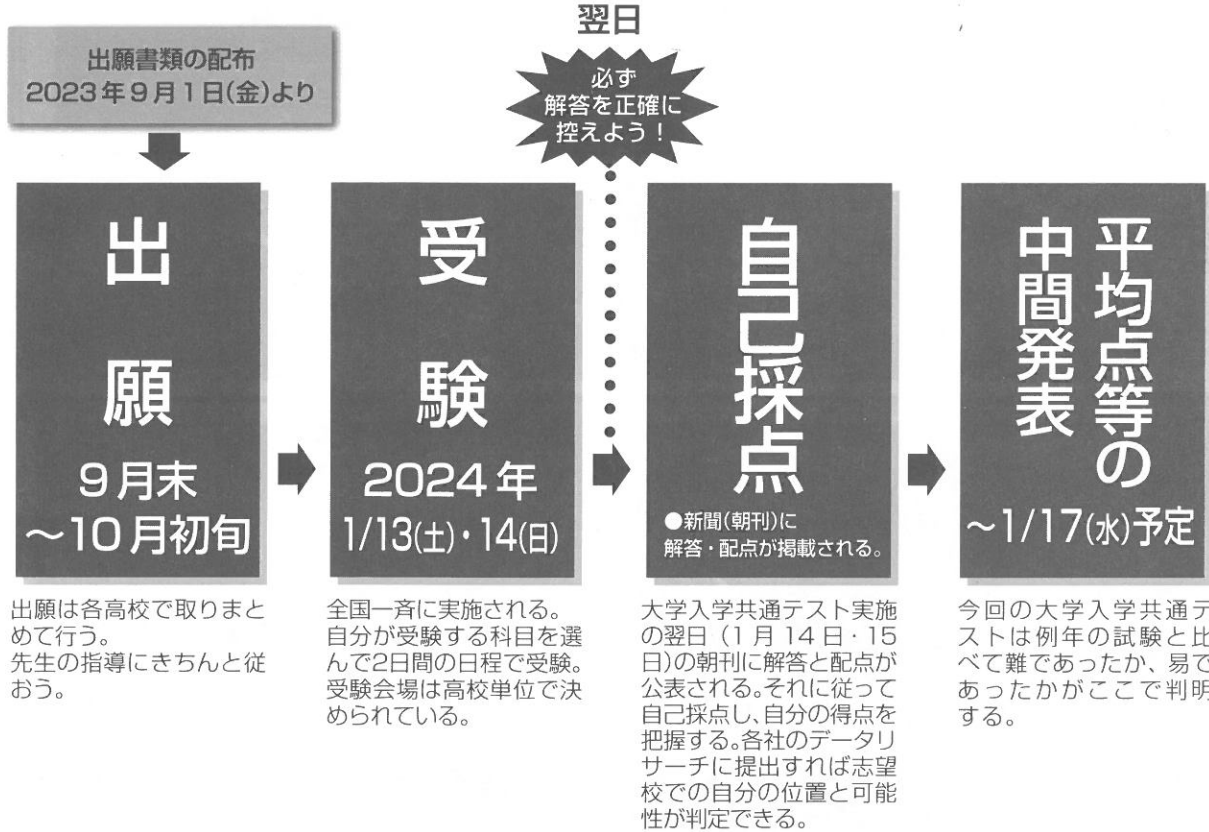 出願書類の配布
2023年9月1日(金)より
翌日
必ず
解答を正確に
控えよう！
出願
9月末
～10月初旬
出願は各高校で取りまと
めて行う。
先生の指導にきちんと従
おう。
受験
2024年
1/13(土)・14(日)
全国一斉に実施される。
自分が受験する科目を選
んで2日間の日程で受験。
受験会場は高校単位で決
められている。
自己採点
●新聞(朝刊)に
解答・配点が掲載される。
大学入学共通テスト実施
の翌日（1月14日・15
日）の朝刊に解答と配点が
公表される。それに従って
自己採点し、自分の得点を
把握する。各社のデータリ
サーチに提出すれば志望
校での自分の位置と可能
性が判定できる。
平均点等の
中間発表
～1/17(水)予定
今回の大学入学共通テ
ストは例年の試験と比
べて難であったか、易で
あったかがここで判明
する。